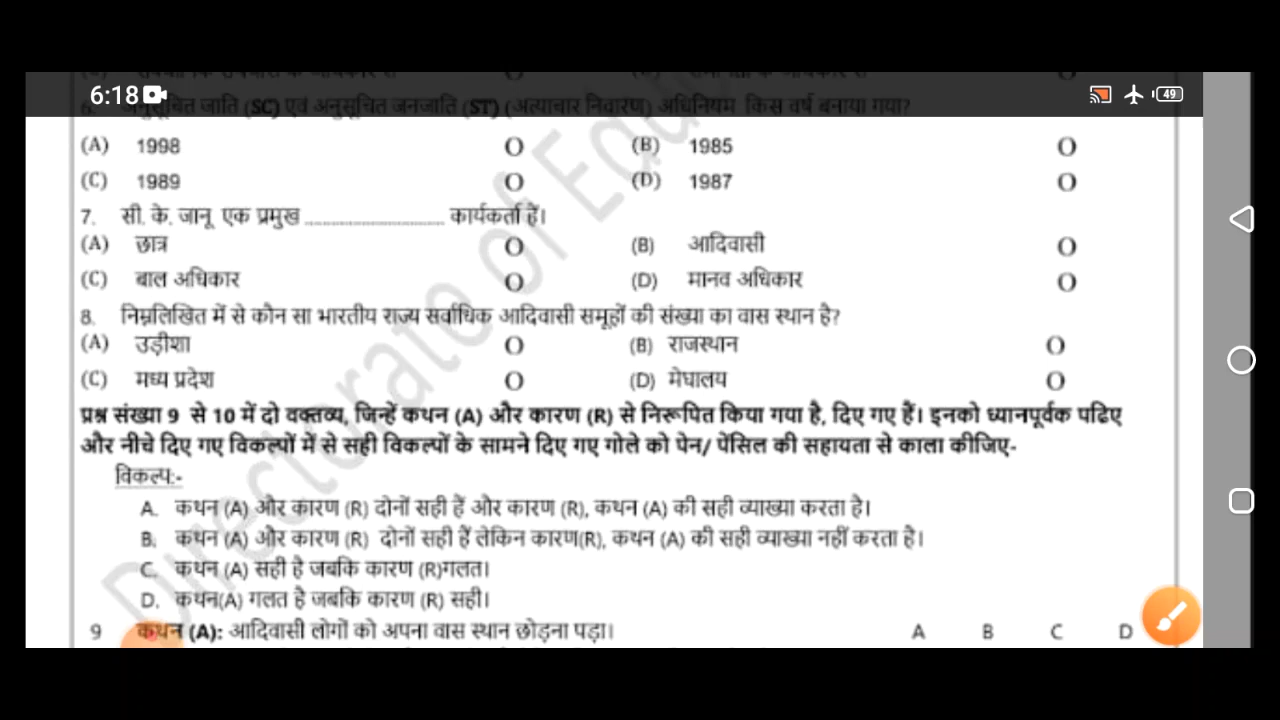 6:18
49
6. अनुसूचित जाति (SC) एवं अनुसूचित जनजाति (ST) (अत्याचार निवारण) अधिनियम किस वर्ष बनाया गया?
(A) 1998 O (B) 1985 O
(C) 1989 O (D) 1987 O
7. सी. के. जानू एक प्रमुख ........................ कार्यकर्ता हैं।
(A) छात्र O (B) आदिवासी O
(C) बाल अधिकार O (D) मानव अधिकार O
8. निम्नलिखित में से कौन सा भारतीय राज्य सर्वाधिक आदिवासी समूहों की संख्या का वास स्थान है?
(A) उड़ीशा O (B) राजस्थान O
(C) मध्य प्रदेश O (D) मेघालय O
प्रश्न संख्या 9 से 10 में दो वक्तव्य, जिन्हें कथन (A) और कारण (R) से निरूपित किया गया है, दिए गए हैं। इनको ध्यानपूर्वक पढिए
और नीचे दिए गए विकल्पों में से सही विकल्पों के सामने दिए गए गोले को पेन/ पेंसिल की सहायता से काला कीजिए-
विकल्प:-
A. कथन (A) और कारण (R) दोनों सही हैं और कारण (R), कथन (A) की सही व्याख्या करता है।
B. कथन (A) और कारण (R) दोनों सही हैं लेकिन कारण(R), कथन (A) की सही व्याख्या नहीं करता है।
C. कथन (A) सही है जबकि कारण (R)गलत।
D. कथन(A) गलत है जबकि कारण (R) सही।
9 कथन (A): आदिवासी लोगों को अपना वास स्थान छोड़ना पड़ा। A B C D
Directorate of Edu